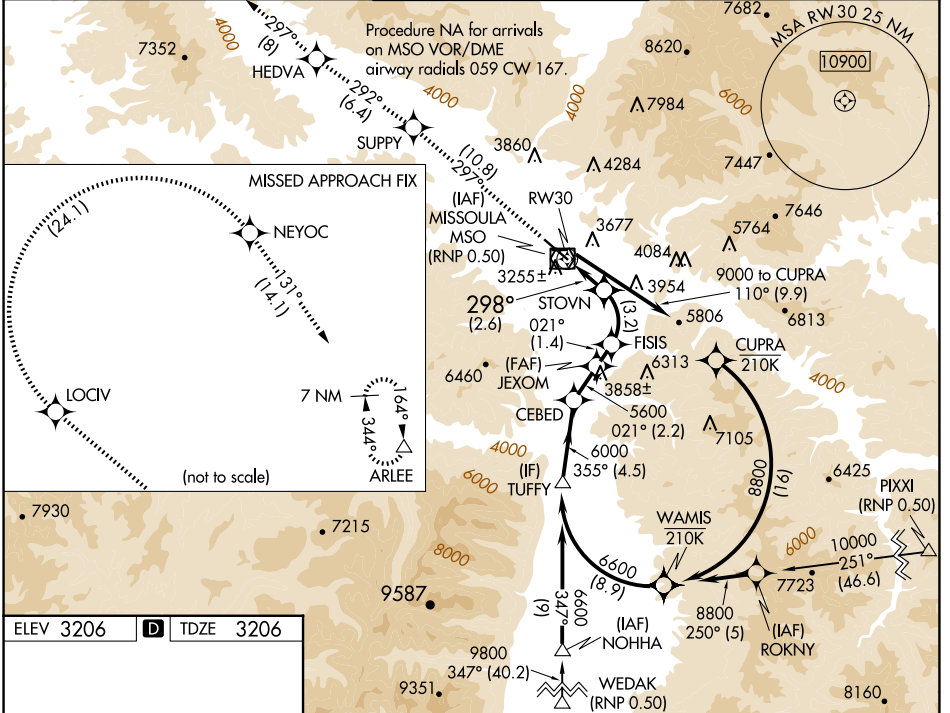 297°
(8)
7352
4000
HEDVA
Procedure NA for arrivals
on MSO VOR/DME
airway radials 059 CW 167.
7682
8620
MSA RW30 25 NM
10900
292°
(6.4)
4000
4000
7984
6000
SUPPY
3860
4284
7447
(10.8)
297°
MISSED APPROACH FIX
(24.1)
NEYOC
131°
(14.1)
LOCIV
7 NM
344°
164°
ARLEE
(not to scale)
(IAF)
MISSOULA
MSO
(RNP 0.50)
RW30
3677
7646
5764
4084
3255±
3954
9000 to CUPRA
110° (9.9)
298°
(2.6)
STOVN
(3.2)
5806
6813
021°
(1.4)
FISIS
CUPRA
210K
6460
(FAF)
JEXOM
6313
3858±
4000
CEBED
5600
021° (2.2)
7105
4000
6000
355° (4.5)
8800
(16)
6425
6000
(IF)
TUFFY
PIXXI
(RNP 0.50)
7930
7215
WAMIS
210K
6000
10000
251°
(46.6)
8000
6600
(8.9)
7723
9587
6600
347°
(9)
8800
250° (5)
(IAF)
ROKNY
(IAF)
NOHHA
ELEV 3206 D TDZE 3206
9800
347° (40.2)
WEDAK
(RNP 0.50)
9351
8160